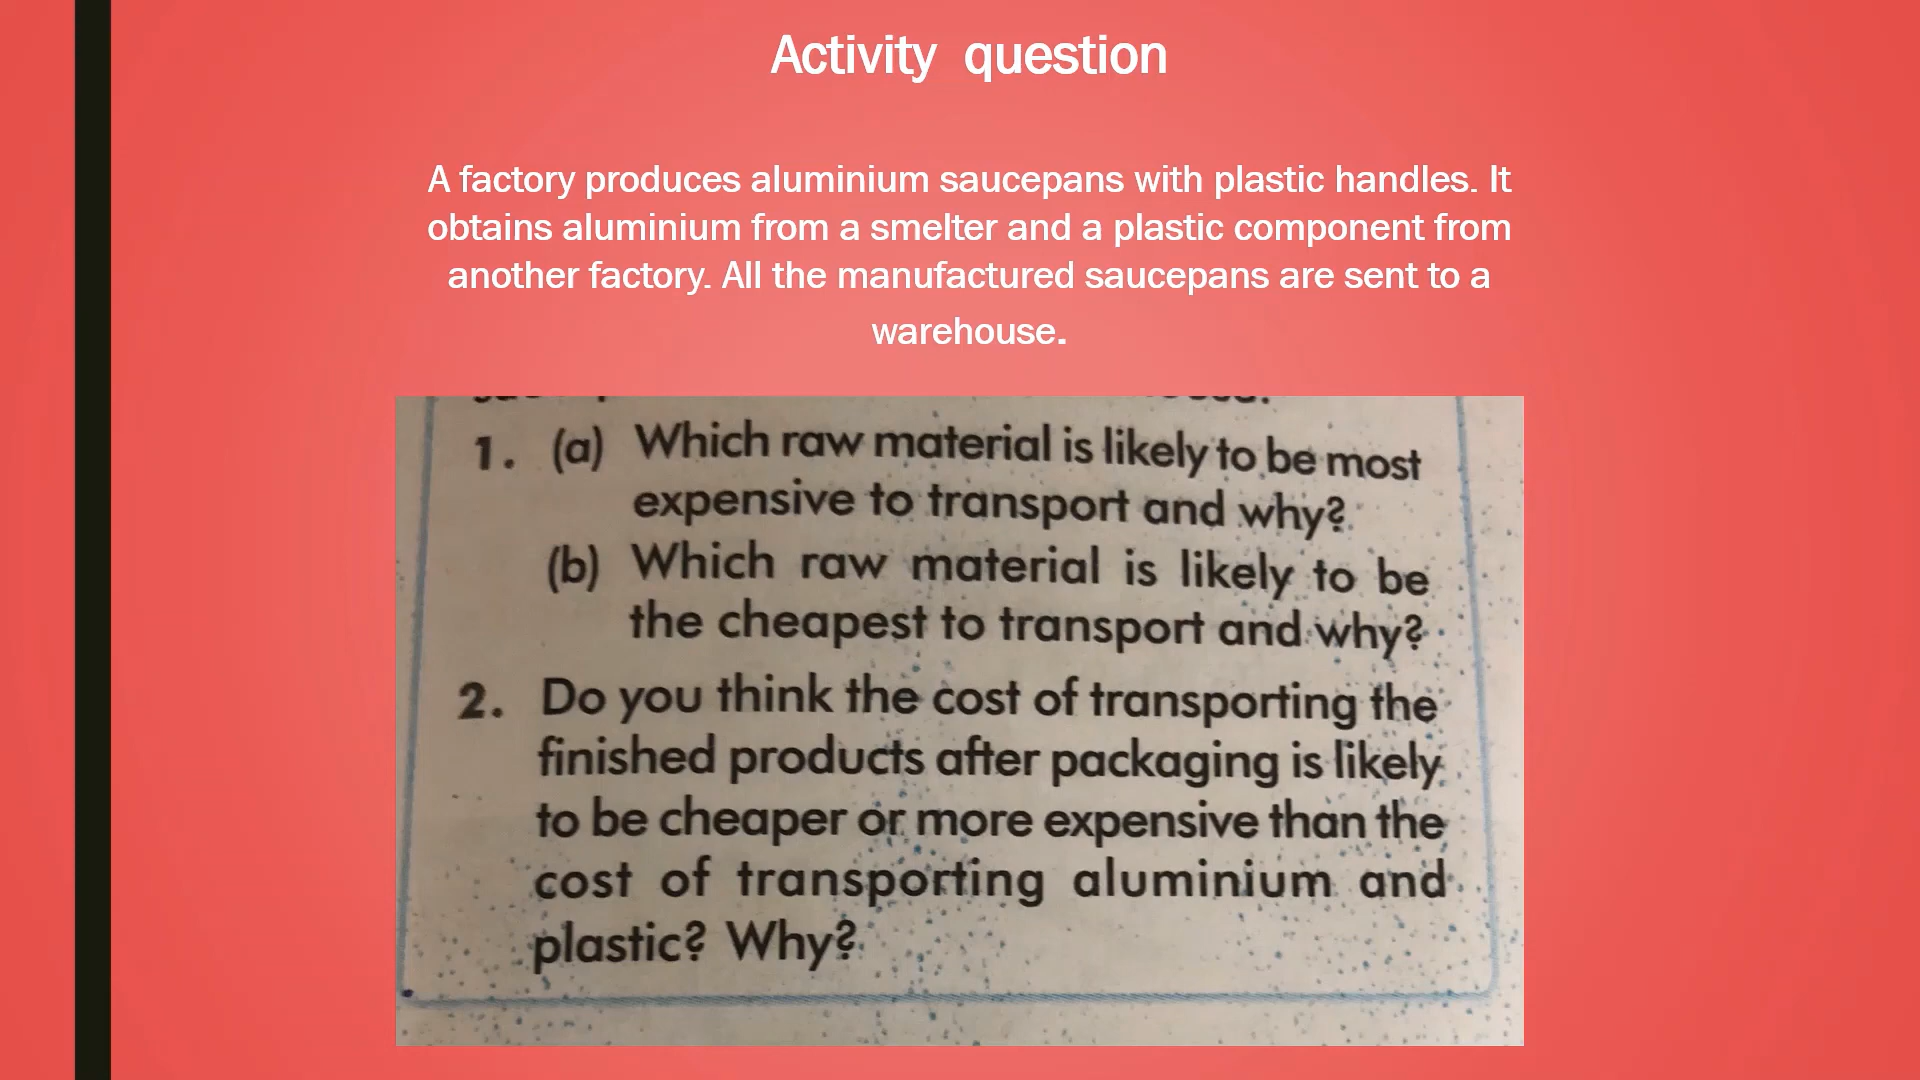 Activity question
A factory produces aluminium saucepans with plastic handles. It
obtains aluminium from a smelter and a plastic component from
another factory. All the manufactured saucepans are sent to a
warehouse.
1. (a) Which raw material is likely to be most
expensive to transport and why?
(b) Which raw material is likely to be
the cheapest to transport and why?
2. Do you think the cost of transporting the
finished products after packaging is likely
to be cheaper or more expensive than the
cost of transporting aluminium and
plastic? Why?